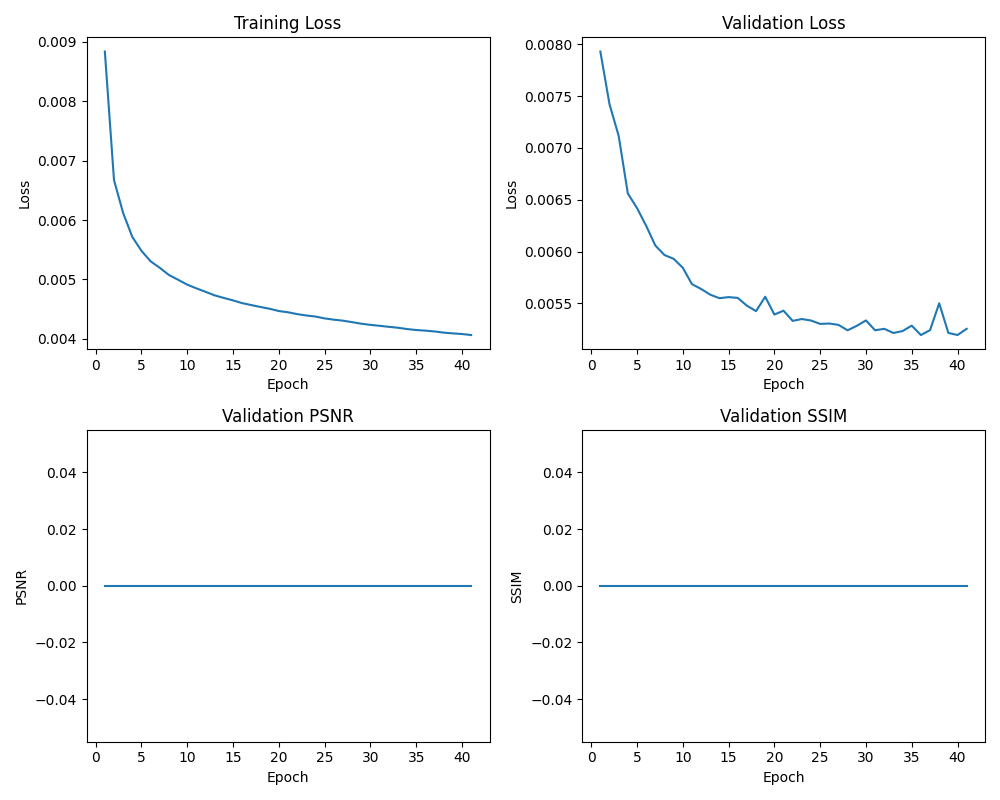 Training Loss
0.009
0.008
0.007
0.006
0.005
0.004
Loss
0 5 10 15 20 25 30 35 40
Epoch
Validation Loss
0.0080
0.0075
0.0070
0.0065
0.0060
0.0055
Loss
0 5 10 15 20 25 30 35 40
Epoch
Validation PSNR
0.04
0.02
0.00
−0.02
−0.04
PSNR
0 5 10 15 20 25 30 35 40
Epoch
Validation SSIM
0.04
0.02
0.00
−0.02
−0.04
SSIM
0 5 10 15 20 25 30 35 40
Epoch